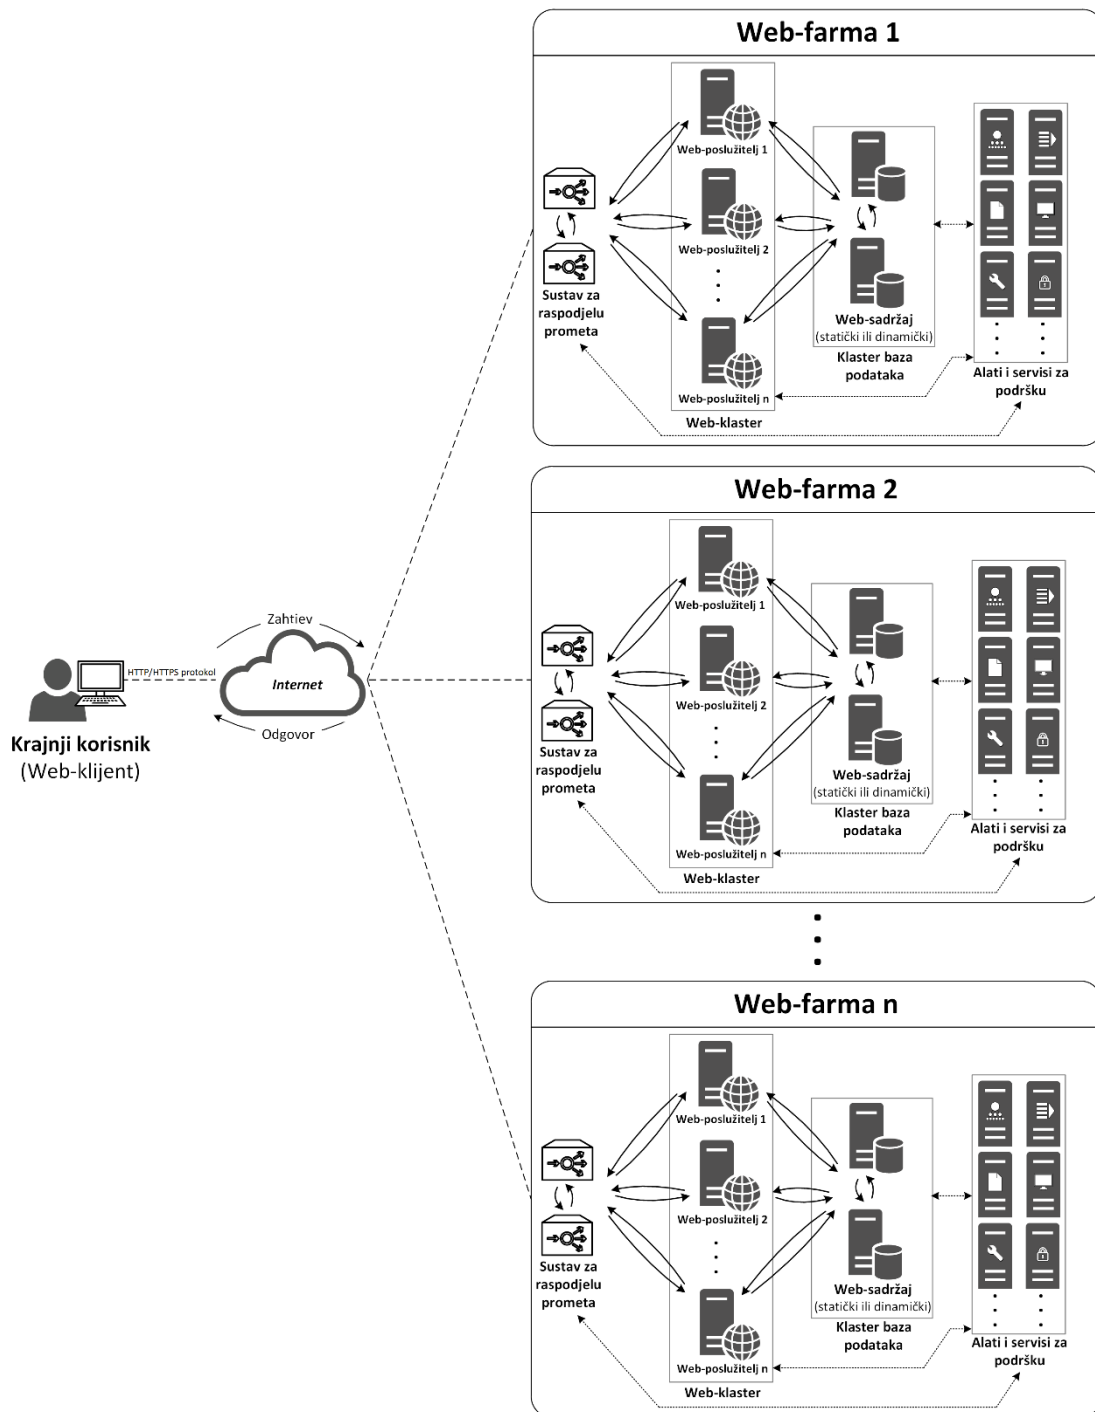 Web-farma 1
Web-poslužitelj 1
Web-poslužitelj 2
Sustav za
raspodjelu
prometa
Web-poslužitelj n
Web-klaster
Web-sadržaj
(statički ili dinamički)
Klaster baza
podataka
Alati i servisi za
podršku
Zahtiev
HTTP/HTTPS protokol
Internet
Odgovor
Krajnji korisnik
(Web-klijent)
Web-farma 2
Web-poslužitelj 1
Web-poslužitelj 2
Sustav za
raspodjelu
prometa
Web-poslužitelj n
Web-klaster
Web-sadržaj
(statički ili dinamički)
Klaster baza
podataka
Alati i servisi za
podršku
Web-farma n
Web-poslužitelj 1
Web-poslužitelj 2
Sustav za
raspodjelu
prometa
Web-poslužitelj n
Web-klaster
Web-sadržaj
(statički ili dinamički)
Klaster baza
podataka
Alati i servisi za
podršku